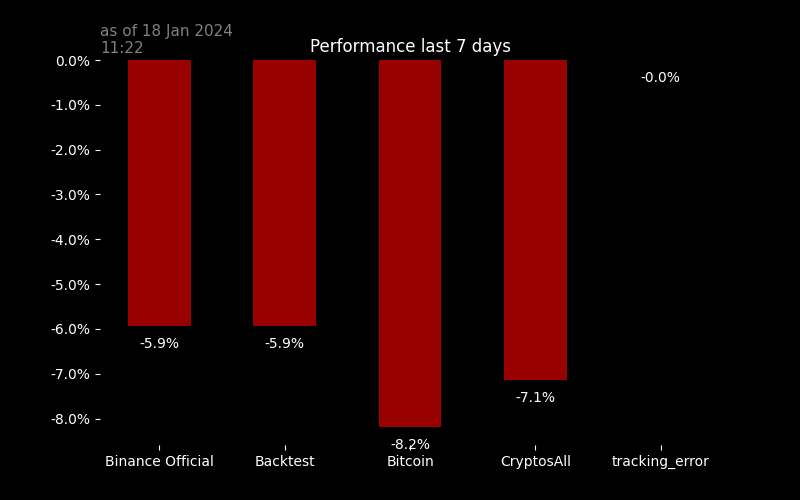 as of 18 Jan 2024
11:22
Performance last 7 days
0.0%
-1.0%
-2.0%
-3.0%
-4.0%
-5.0%
-6.0%
-7.0%
-8.0%
-0.0%
-5.9%
-5.9%
-7.1%
-8.2%
Binance Official
Backtest
Bitcoin
CryptosAll
tracking_error